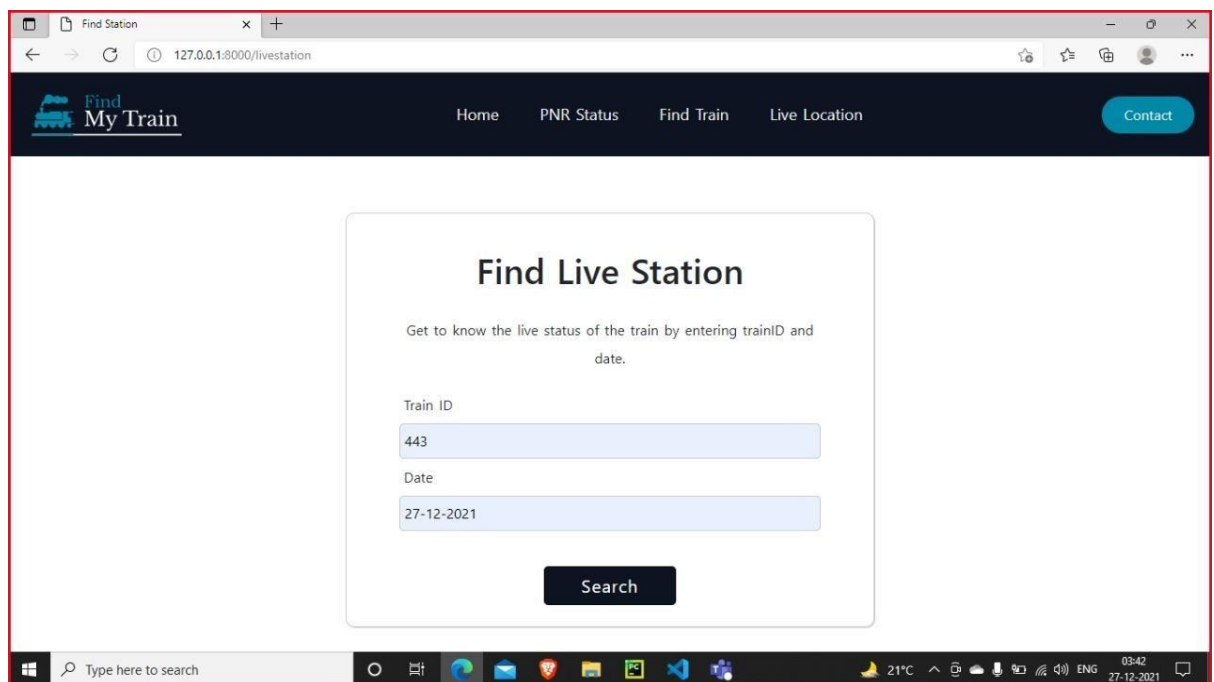 Find Station
127.0.0.1:8000/livestation
Find
My Train
Home PNR Status Find Train Live Location
Contact
Find Live Station
Get to know the live status of the train by entering trainID and
date.
Train ID
443
Date
27-12-2021
Search
Type here to search
PC
21°C
ENG
03:42
27-12-2021